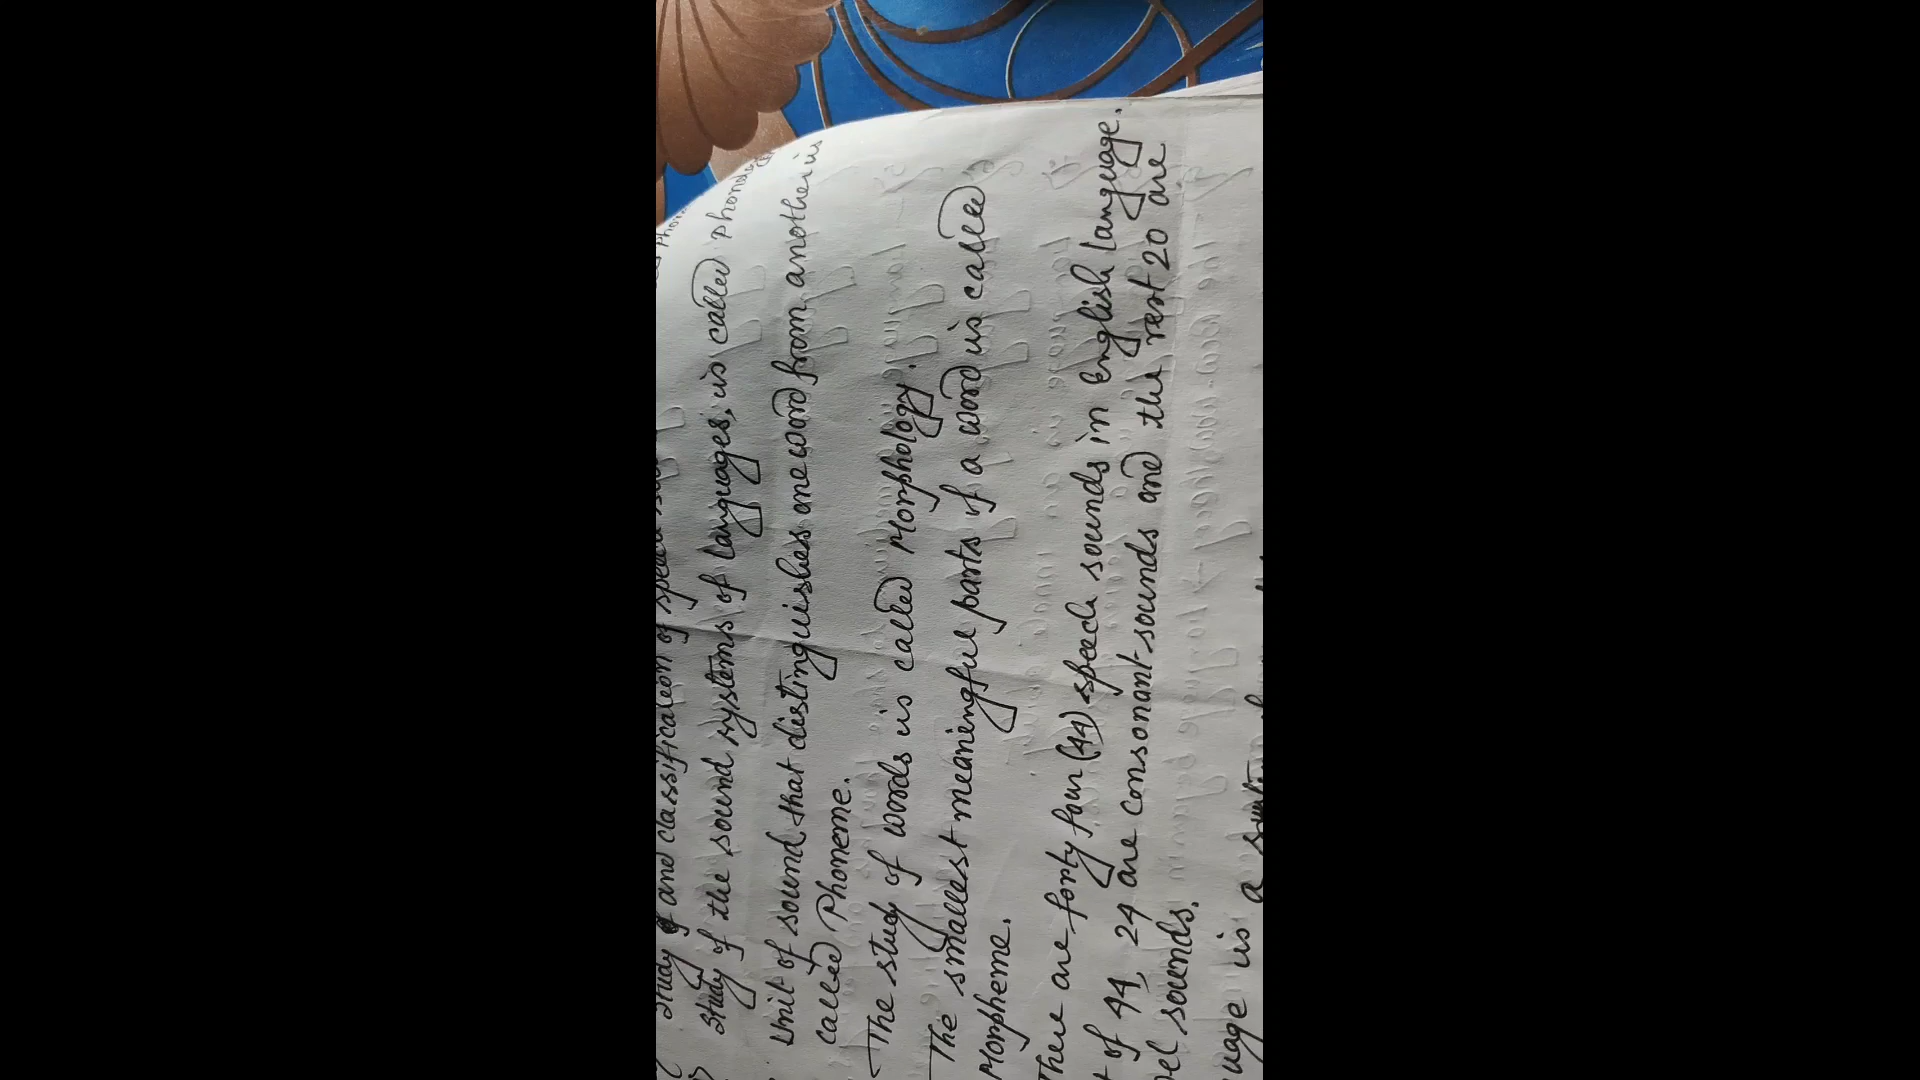 Study of and classification of speech
Study of the sound systems of languages, is called
Unit of sound that distinguishes one word from another is
called Phoneme.
The study of words is called Morphology.
The smallest meaningful parts of a word is called
Morpheme.
There are forty four (44) speech sounds in English language.
of 44, 24 are consonant sounds and the rest 20 are
sounds.
is a